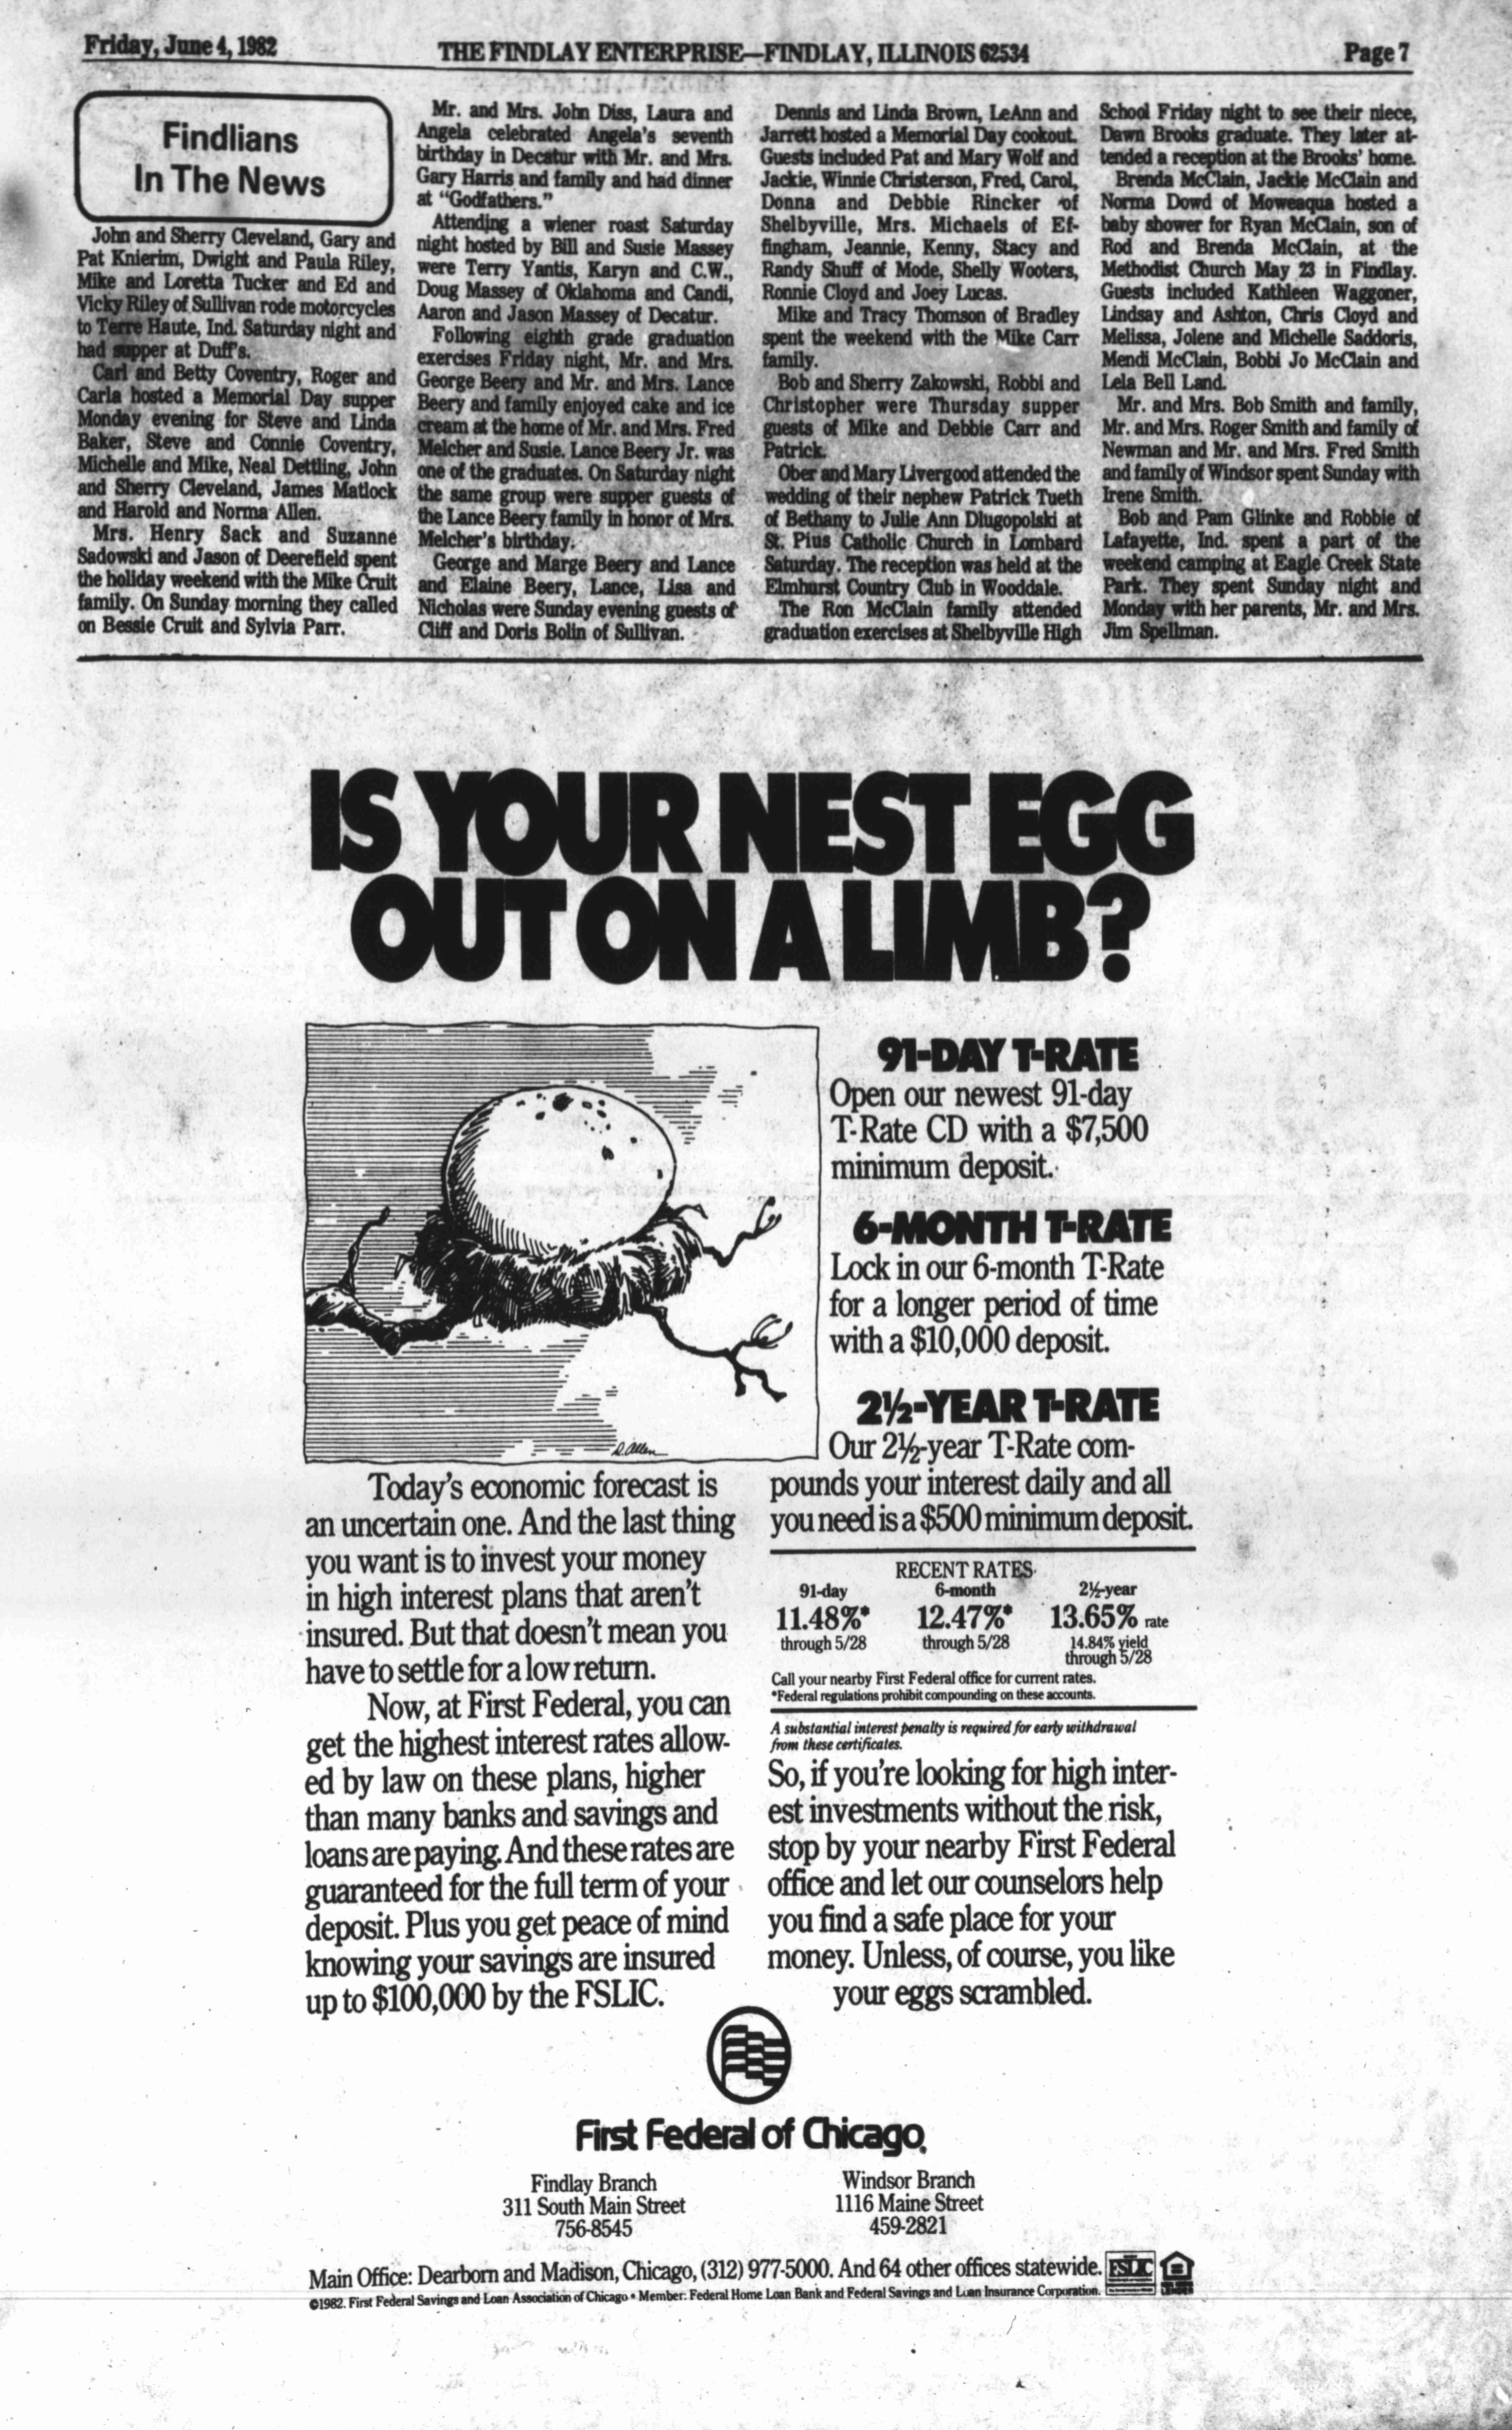 Friday, June 4, 1982
THE FINDLAY ENTERPRISE—FINDLAY, ILLINOIS 62534
Page 7
Findlians
In The News
John and Sherry Cleveland, Gary and
Pat Knierim, Dwight and Paula Riley,
Mike and Loretta Tucker and Ed and
Vicky Riley of Sullivan rode motorcycles
to Terre Haute, Ind. Saturday night and
had supper at Duff's.
Carl and Betty Coventry, Roger and
Carla hosted a Memorial Day supper
Monday evening for Steve and Linda
Baker, Steve and Connie Coventry,
Michelle and Mike, Neal Dettling, John
and Sherry Cleveland, James Matlock
and Harold and Norma Allen.
Mrs. Henry Sack and Suzanne
Sadowski and Jason of Deerefield spent
the holiday weekend with the Mike Cruit
family. On Sunday morning they called
on Bessie Cruit and Sylvia Parr.
Mr. and Mrs. John Diss, Laura and
Angela celebrated Angela's seventh
birthday in Decatur with Mr. and Mrs.
Gary Harris and family and had dinner
at "Godfathers."
Attending a wiener roast Saturday
night hosted by Bill and Susie Massey
were Terry Yantis, Karyn and C.W.,
Doug Massey of Oklahoma and Candi,
Aaron and Jason Massey of Decatur.
Following eighth grade graduation
exercises Friday night, Mr. and Mrs.
George Beery and Mr. and Mrs. Lance
Beery and family enjoyed cake and ice
cream at the home of Mr. and Mrs. Fred
Melcher and Susie. Lance Beery Jr. was
one of the graduates. On Saturday night
the same group were supper guests of
the Lance Beery family in honor of Mrs.
Melcher's birthday.
George and Marge Beery and Lance
and Elaine Beery, Lance, Lisa and
Nicholas were Sunday evening guests of
Cliff and Doris Bolin of Sullivan.
Dennis and Linda Brown, LeAnn and
Jarrett hosted a Memorial Day cookout.
Guests included Pat and Mary Wolf and
Jackie, Winnie Christerson, Fred, Carol,
Donna and Debbie Rincker of
Shelbyville, Mrs. Michaels of Ef-
fingham, Jeannie, Kenny, Stacy and
Randy Shuff of Mode, Shelly Wooters,
Ronnie Cloyd and Joey Lucas.
Mike and Tracy Thomson of Bradley
spent the weekend with the Mike Carr
family.
Bob and Sherry Zakowski, Robbi and
Christopher were Thursday supper
guests of Mike and Debbie Carr and
Patrick.
Ober and Mary Livergood attended the
wedding of their nephew Patrick Tueth
of Bethany to Julie Ann Dlugopolski at
St. Pius Catholic Church in Lombard
Saturday. The reception was held at the
Elmhurst Country Club in Wooddale.
The Ron McClain family attended
graduation exercises at Shelbyville High
School Friday night to see their niece,
Dawn Brooks graduate. They later at-
tended a reception at the Brooks' home.
Brenda McClain, Jackie McClain and
Norma Dowd of Moweaqua hosted a
baby shower for Ryan McClain, son of
Rod and Brenda McClain, at the
Methodist Church May 23 in Findlay.
Guests included Kathleen Waggoner,
Lindsay and Ashton, Chris Cloyd and
Melissa, Jolene and Michelle Saddoris,
Mendi McClain, Bobbi Jo McClain and
Lela Bell Land.
Mr. and Mrs. Bob Smith and family,
Mr. and Mrs. Roger Smith and family of
Newman and Mr. and Mrs. Fred Smith
and family of Windsor spent Sunday with
Irene Smith.
Bob and Pam Glinke and Robbie of
Lafayette, Ind. spent a part of the
weekend camping at Eagle Creek State
Park. They spent Sunday night and
Monday with her parents, Mr. and Mrs.
Jim Spellman.
IS YOUR NEST EGG
OUT ON A LIMB?
D. Allen
Today's economic forecast is
an uncertain one. And the last thing
you want is to invest your money
in high interest plans that aren't
insured. But that doesn't mean you
have to settle for a low return.
Now, at First Federal, you can
get the highest interest rates allow-
ed by law on these plans, higher
than many banks and savings and
loans are paying. And these rates are
guaranteed for the full term of your
deposit. Plus you get peace of mind
knowing your savings are insured
up to $100,000 by the FSLIC.
91-DAY T-RATE
Open our newest 91-day
T-Rate CD with a $7,500
minimum deposit.
6-MONTH T-RATE
Lock in our 6-month T-Rate
for a longer period of time
with a $10,000 deposit.
2½-YEAR T-RATE
Our 2½-year T-Rate com-
pounds your interest daily and all
you need is a $500 minimum deposit.
RECENT RATES
91-day 6-month 2½-year
11.48%* 12.47%* 13.65% rate
through 5/28 through 5/28 14.84% yield
through 5/28
Call your nearby First Federal office for current rates.
*Federal regulations prohibit compounding on these accounts.
A substantial interest penalty is required for early withdrawal
from these certificates.
So, if you're looking for high inter-
est investments without the risk,
stop by your nearby First Federal
office and let our counselors help
you find a safe place for your
money. Unless, of course, you like
your eggs scrambled.
First Federal of Chicago
Findlay Branch
311 South Main Street
756-8545
Windsor Branch
1116 Maine Street
459-2821
Main Office: Dearborn and Madison, Chicago, (312) 977-5000. And 64 other offices statewide.
FSLIC
©1982. First Federal Savings and Loan Association of Chicago • Member: Federal Home Loan Bank and Federal Savings and Loan Insurance Corporation.